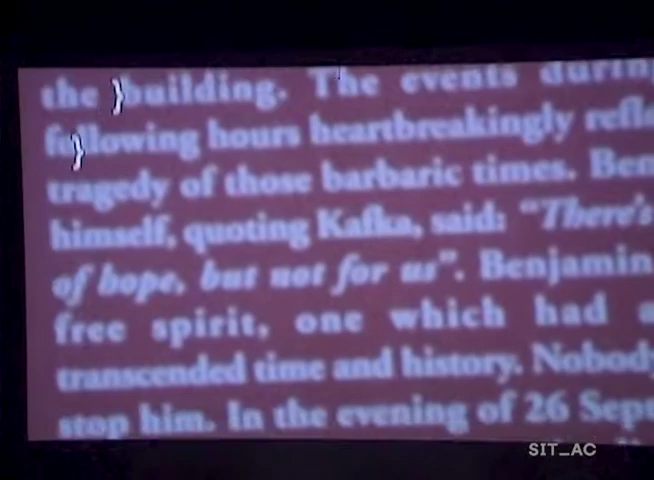 the building. The events during
following hours heartbreakingly refle
tragedy of those barbaric times. Ben
himself, quoting Kafka, said: “There's
of hope, but not for us”. Benjamin
free spirit, one which had a
transcended time and history. Nobody
stop him. In the evening of 26 Sept
SIT_AC